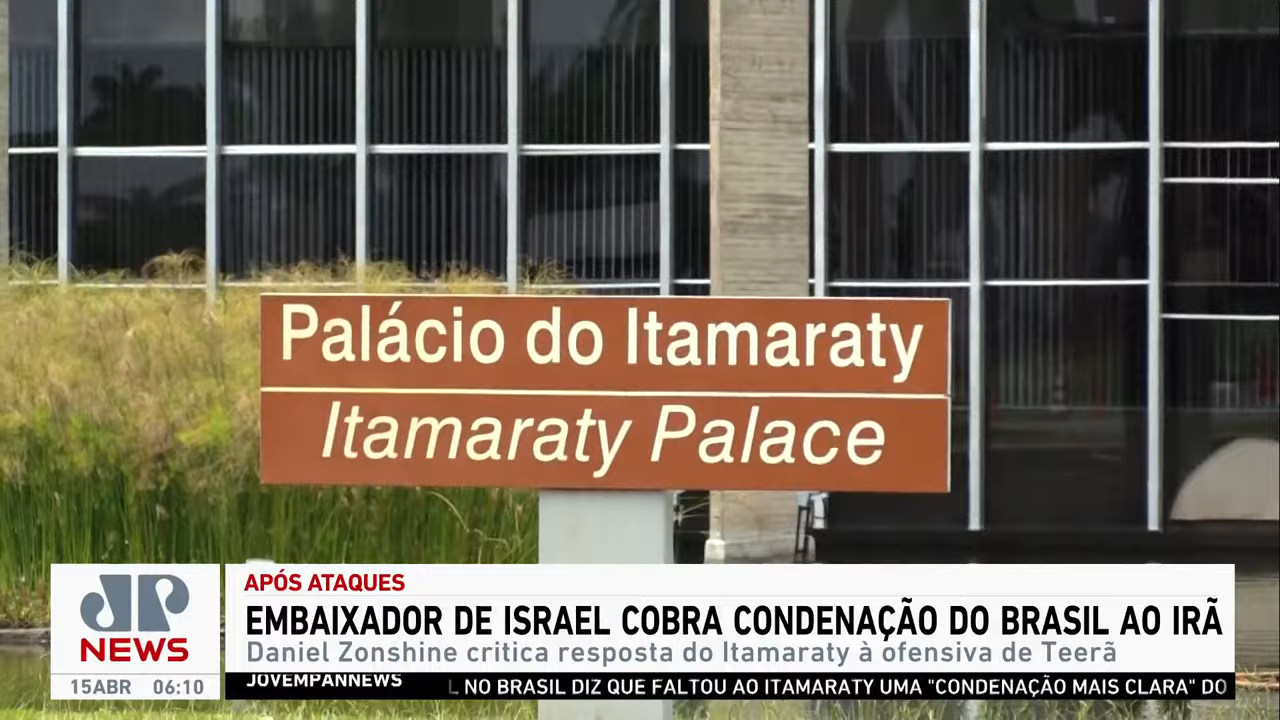 Palácio do Itamaraty
Itamaraty Palace
JP
NEWS
15ABR 06:10
APÓS ATAQUES
EMBAIXADOR DE ISRAEL COBRA CONDENAÇÃO DO BRASIL AO IRÃ
Daniel Zonshine critica resposta do Itamaraty à ofensiva de Teerã
JOVEMPANNEWS
L NO BRASIL DIZ QUE FALTOU AO ITAMARATY UMA "CONDENAÇÃO MAIS CLARA" DO